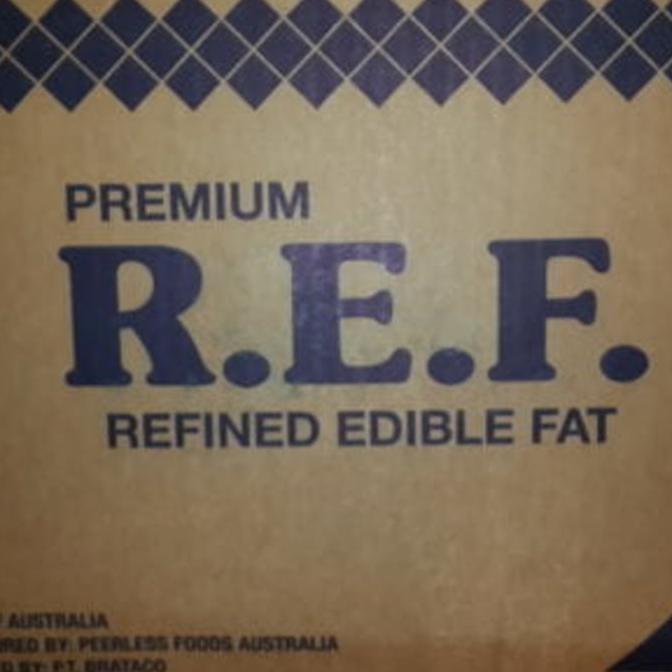 PREMIUM
R.E.F.
REFINED EDIBLE FAT
AUSTRALIA
BY: PEERLESS FOODS AUSTRALIA
BY: P.T. BRATACO